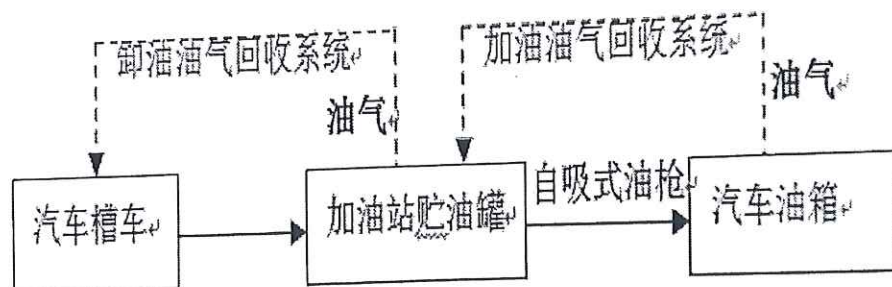 卸油油气回收系统
加油油气回收系统
油气
油气
自吸式油枪
汽车槽车
加油站贮油罐
汽车油箱